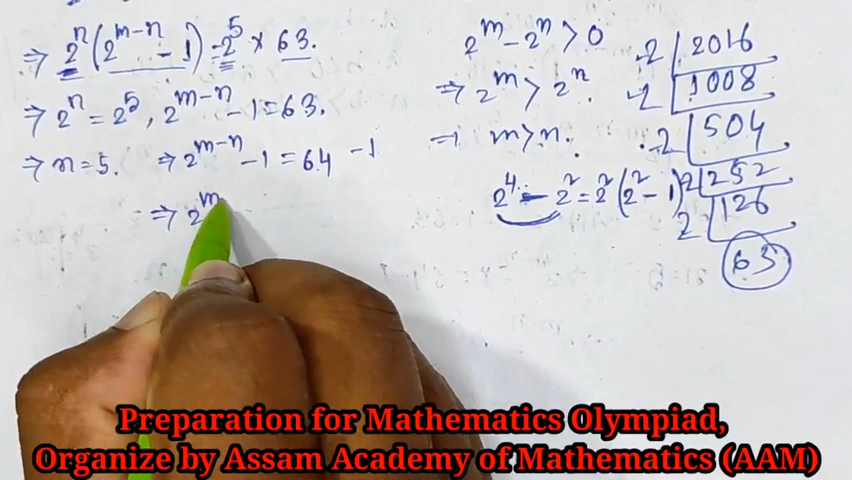 ⇒ 2ⁿ (2ᵐ⁻ⁿ - 1) = 2⁵ × 63.
⇒ 2ⁿ = 2⁵, 2ᵐ⁻ⁿ - 1 = 63.
⇒ n = 5. ⇒ 2ᵐ⁻ⁿ - 1 = 64 - 1
⇒ 2ᵐ
2ᵐ - 2ⁿ > 0
⇒ 2ᵐ > 2ⁿ.
⇒ m > n.
2⁴ - 2² = 2² (2² - 1)
2 | 2016
2 | 1008
2 | 504
2 | 252
2 | 126
63
Preparation for Mathematics Olympiad,
Organize by Assam Academy of Mathematics (AAM)